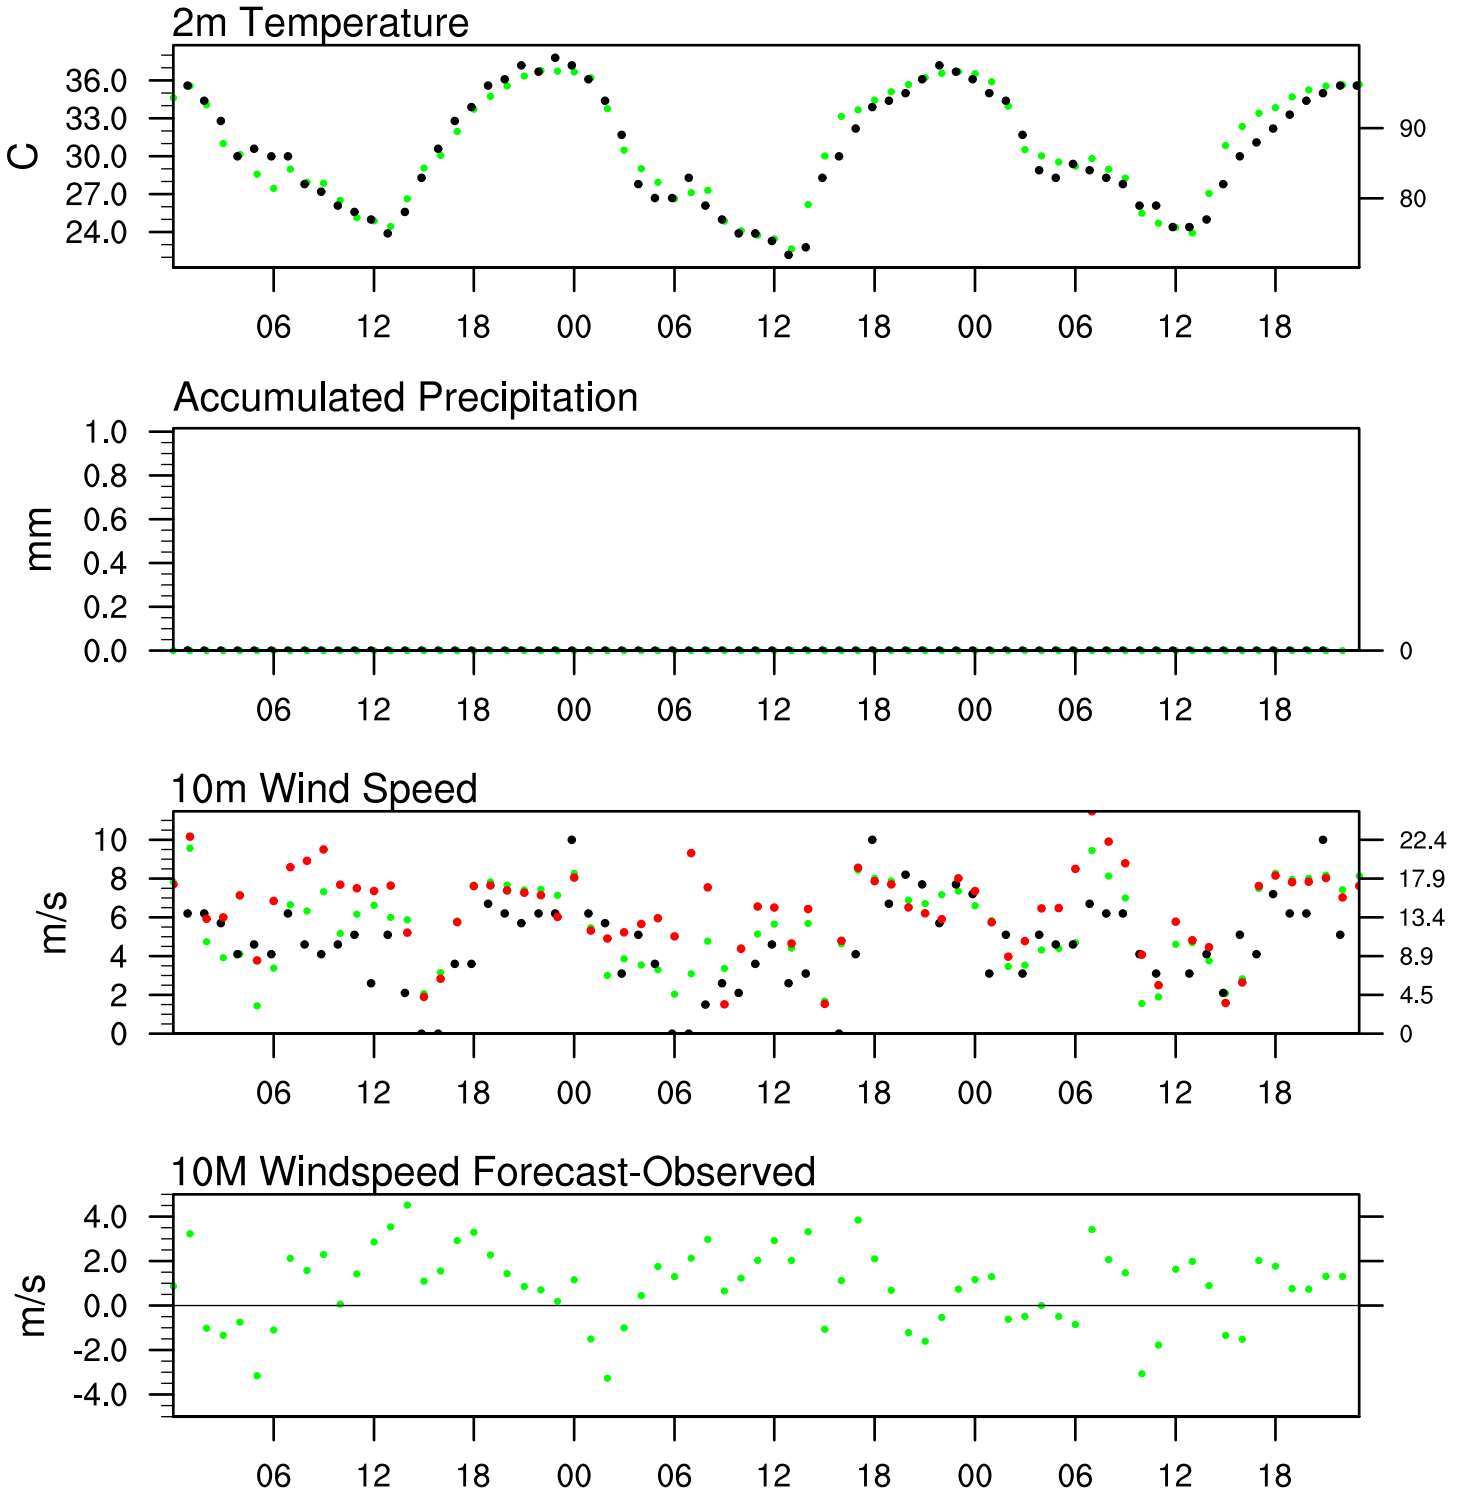 2m Temperature
36.0
33.0
90
30.0
C
27.0
80
24.0
06 12 18 00 06 12 18 00 06 12 18
Accumulated Precipitation
1.0
0.8
0.6
mm
0.4
0.2
0.0 0
06 12 18 00 06 12 18 00 06 12 18
10m Wind Speed
10 22.4
8 17.9
6 13.4
m/s
4 8.9
2 4.5
0 0
06 12 18 00 06 12 18 00 06 12 18
10M Windspeed Forecast-Observed
4.0
2.0
0.0
m/s
-2.0
-4.0
06 12 18 00 06 12 18 00 06 12 18